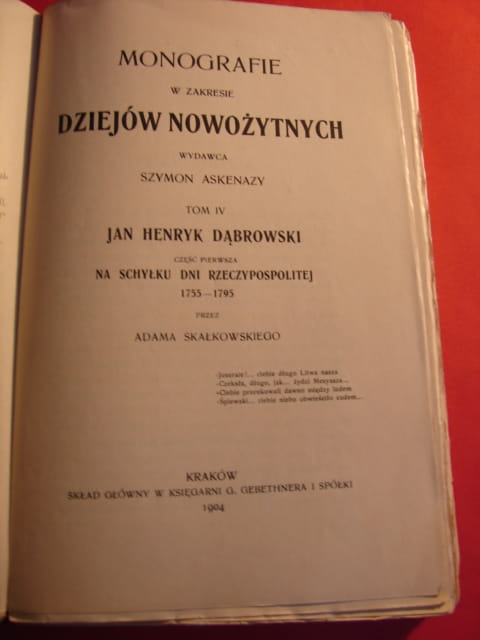 MONOGRAFIE
W ZAKRESIE
DZIEJÓW NOWOŻYTNYCH
WYDAWCA
SZYMON ASKENAZY
TOM IV
JAN HENRYK DĄBROWSKI
CZĘŚĆ PIERWSZA
NA SCHYŁKU DNI RZECZYPOSPOLITEJ
1755—1795
PRZEZ
ADAMA SKAŁKOWSKIEGO
ciebie długo Litwa nasza
Czekała, długo, jak... żydzi Mesyasza...
Ciebie prorokowali dawno między ludem
Śpiewaki... ciebie niebo obwieściło cudem...
KRAKÓW
SKŁAD GŁÓWNY W KSIĘGARNI G. GEBETHNERA I SPÓŁKI
1904